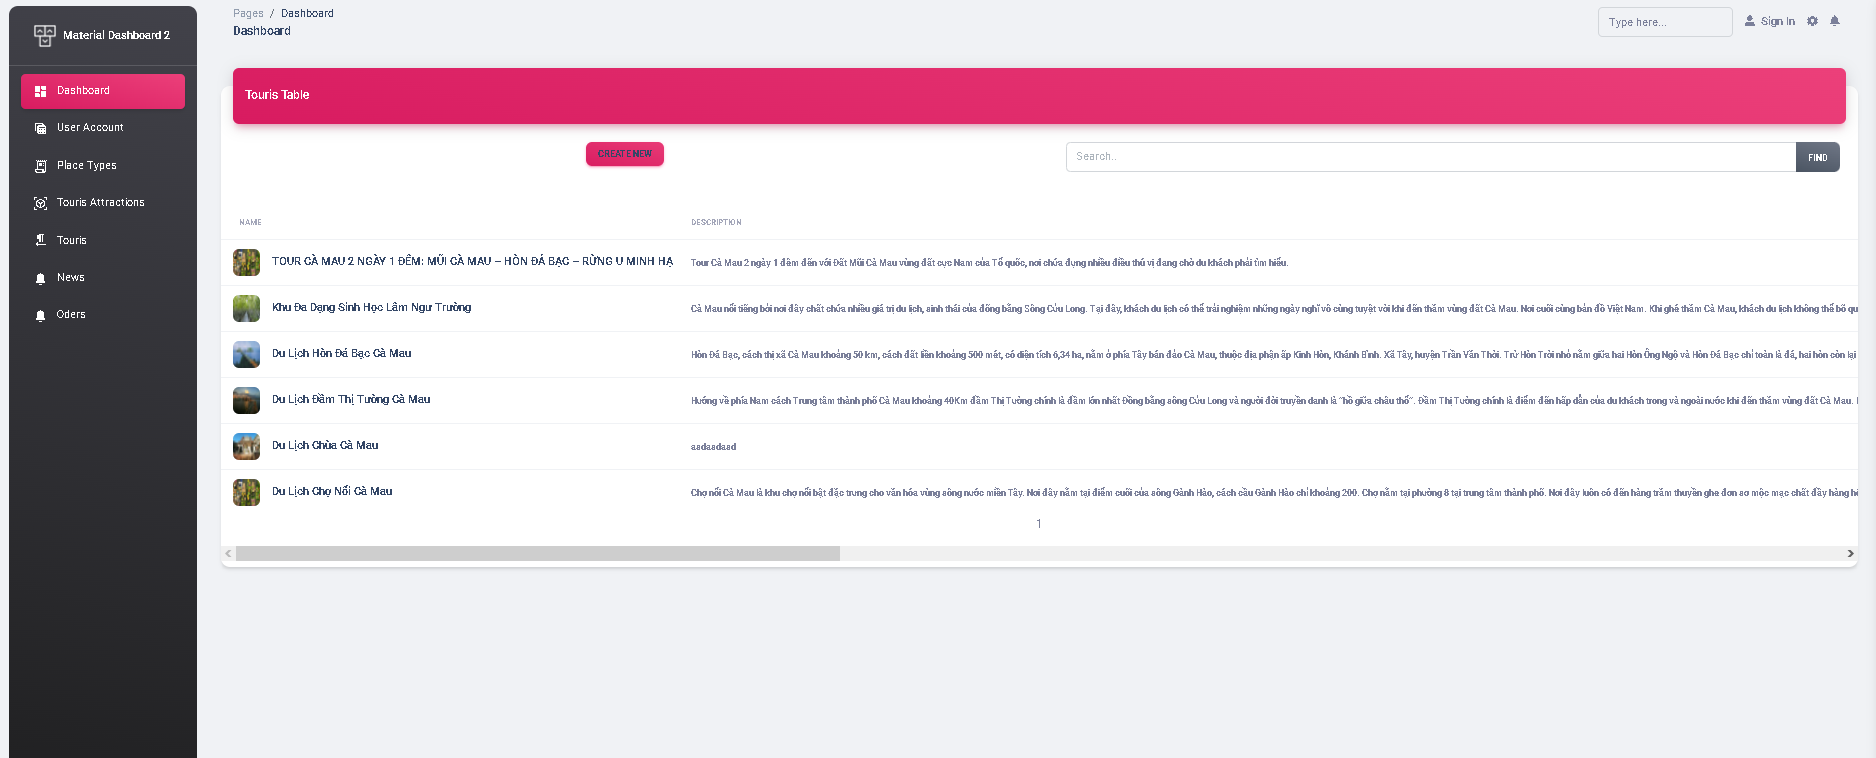 Material Dashboard 2
Dashboard
User Account
Place Types
Touris Attractions
Touris
News
Oders
Pages / Dashboard
Dashboard
Type here...
Sign In
Touris Table
CREATE NEW
Search..
FIND
NAME
DESCRIPTION
TOUR CÀ MAU 2 NGÀY 1 ĐÊM: MŨI CÀ MAU – HÒN ĐÁ BẠC – RỪNG U MINH HẠ
Tour Cà Mau 2 ngày 1 đêm đến với Đất Mũi Cà Mau vùng đất cực Nam của Tổ quốc, nơi chứa đựng nhiều điều thú vị đang chờ du khách phải tìm hiểu.
Khu Đa Dạng Sinh Học Lâm Ngư Trường
Cà Mau nổi tiếng bởi nơi đây chất chứa nhiều giá trị du lịch, sinh thái của đồng bằng Sông Cửu Long. Tại đây, khách du lịch có thể trải nghiệm những ngày nghĩ vô cùng tuyệt vời khi đến thăm vùng đất Cà Mau. Nơi cuối cùng bản đồ Việt Nam. Khi ghé thăm Cà Mau, khách du lịch không thể bỏ qu
Du Lịch Hòn Đá Bạc Cà Mau
Hòn Đá Bạc, cách thị xã Cà Mau khoảng 50 km, cách đất liền khoảng 500 mét, có diện tích 6,34 ha, nằm ở phía Tây bán đảo Cà Mau, thuộc địa phận ấp Kinh Hòn, Khánh Bình. Xã Tây, huyện Trần Văn Thời. Trừ Hòn Trời nhỏ nằm giữa hai Hòn Ông Ngộ và Hòn Đá Bạc chỉ toàn là đá, hai hòn còn lại
Du Lịch Đầm Thị Tường Cà Mau
Hướng về phía Nam cách Trung tâm thành phố Cà Mau khoảng 40Km đầm Thị Tường chính là đầm lớn nhất Đồng bằng sông Cửu Long và người đời truyền danh là “hồ giữa châu thổ”. Đầm Thị Tường chính là điểm đến hấp dẫn của du khách trong và ngoài nước khi đến thăm vùng đất Cà Mau.
Du Lịch Chùa Cà Mau
asdasdasd
Du Lịch Chợ Nổi Cà Mau
Chợ nổi Cà Mau là khu chợ nổi bật đặc trưng cho văn hóa vùng sông nước miền Tây. Nơi đây nằm tại điểm cuối của sông Gành Hào, cách cầu Gành Hào chỉ khoảng 200. Chợ nằm tại phường 8 tại trung tâm thành phố. Nơi đây luôn có đến hàng trăm thuyền ghe đơn sơ mộc mạc chất đầy hàng h
1